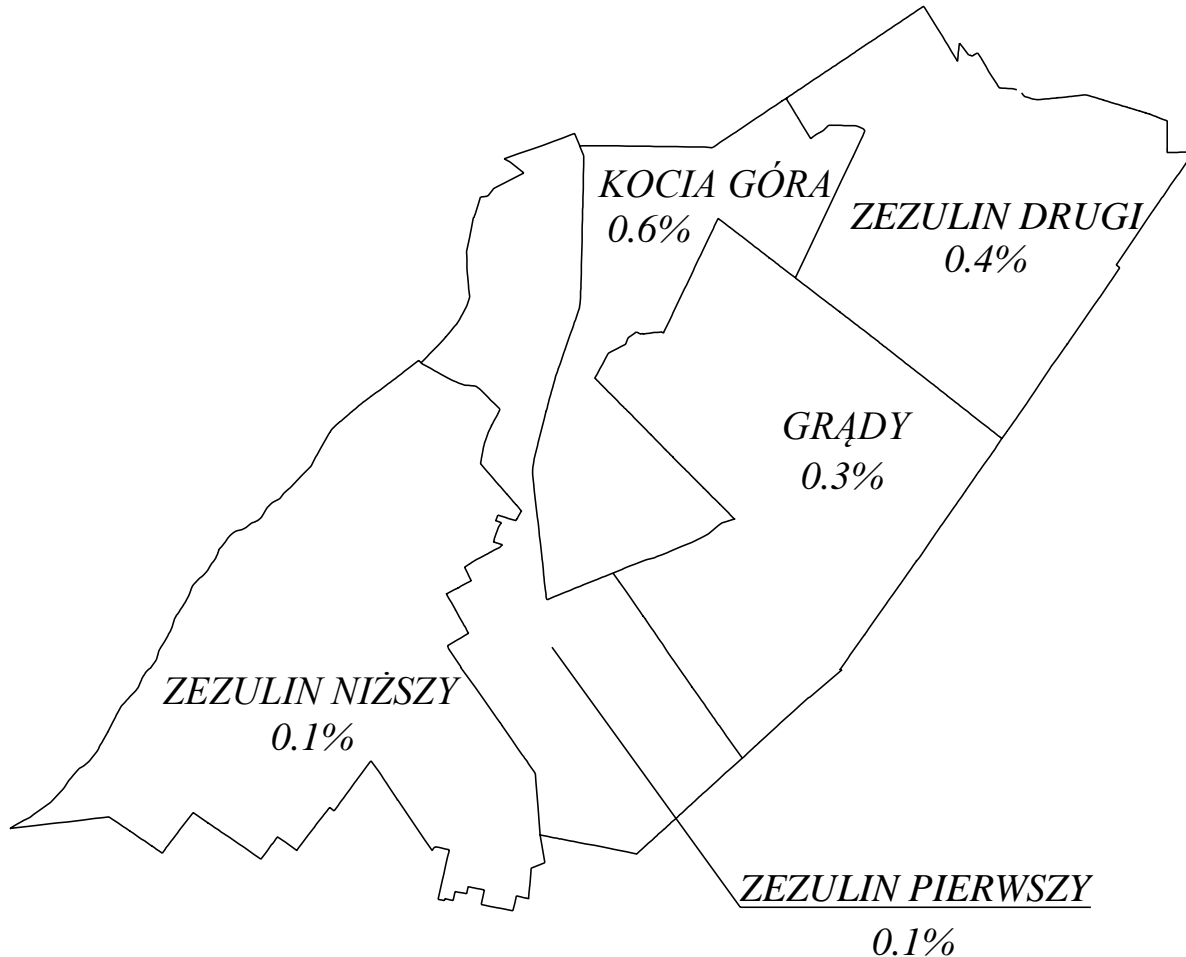 KOCIA GÓRA
0.6%
ZEZULIN DRUGI
0.4%
GRĄDY
0.3%
ZEZULIN NIŻSZY
0.1%
ZEZULIN PIERWSZY
0.1%